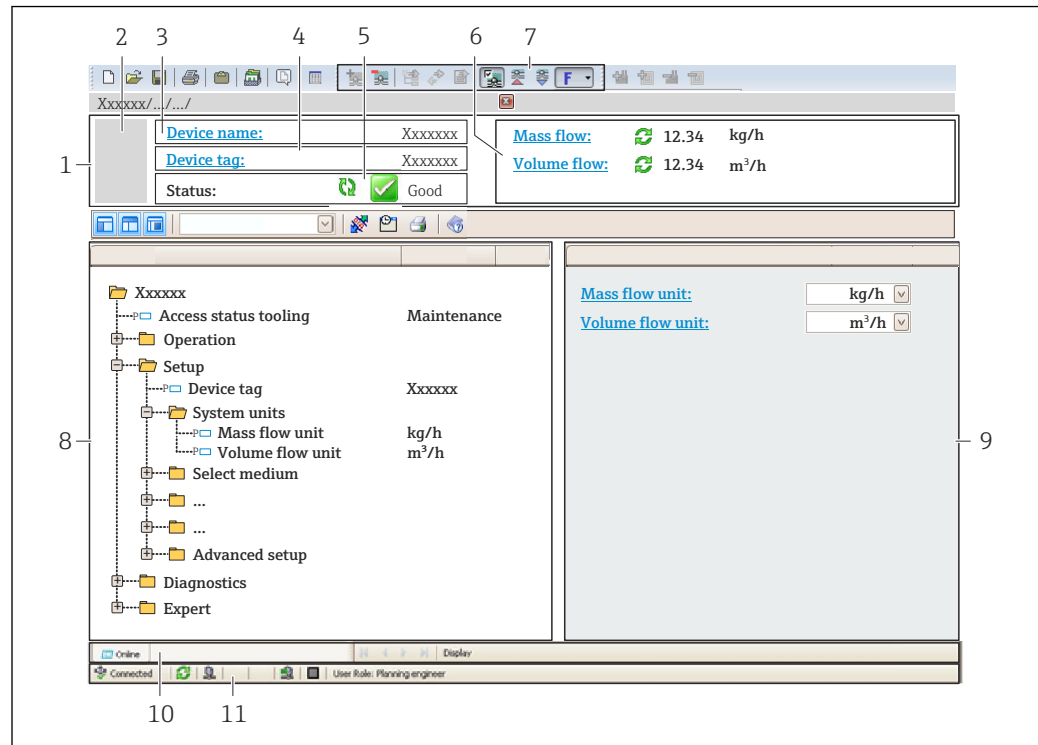 2 3 4 5 6 7
F
Xxxxxx/.../.../
1
Device name: Xxxxxxx
Device tag: Xxxxxxx
Status: Good
Mass flow: 12.34 kg/h
Volume flow: 12.34 m³/h
Xxxxxx
P Access status tooling Maintenance
Operation
Setup
P Device tag Xxxxxx
System units
P Mass flow unit kg/h
P Volume flow unit m³/h
Select medium
...
...
Advanced setup
Diagnostics
Expert
8
Mass flow unit: kg/h
Volume flow unit: m³/h
9
Online Display
Connected User Role: Planning engineer
10 11